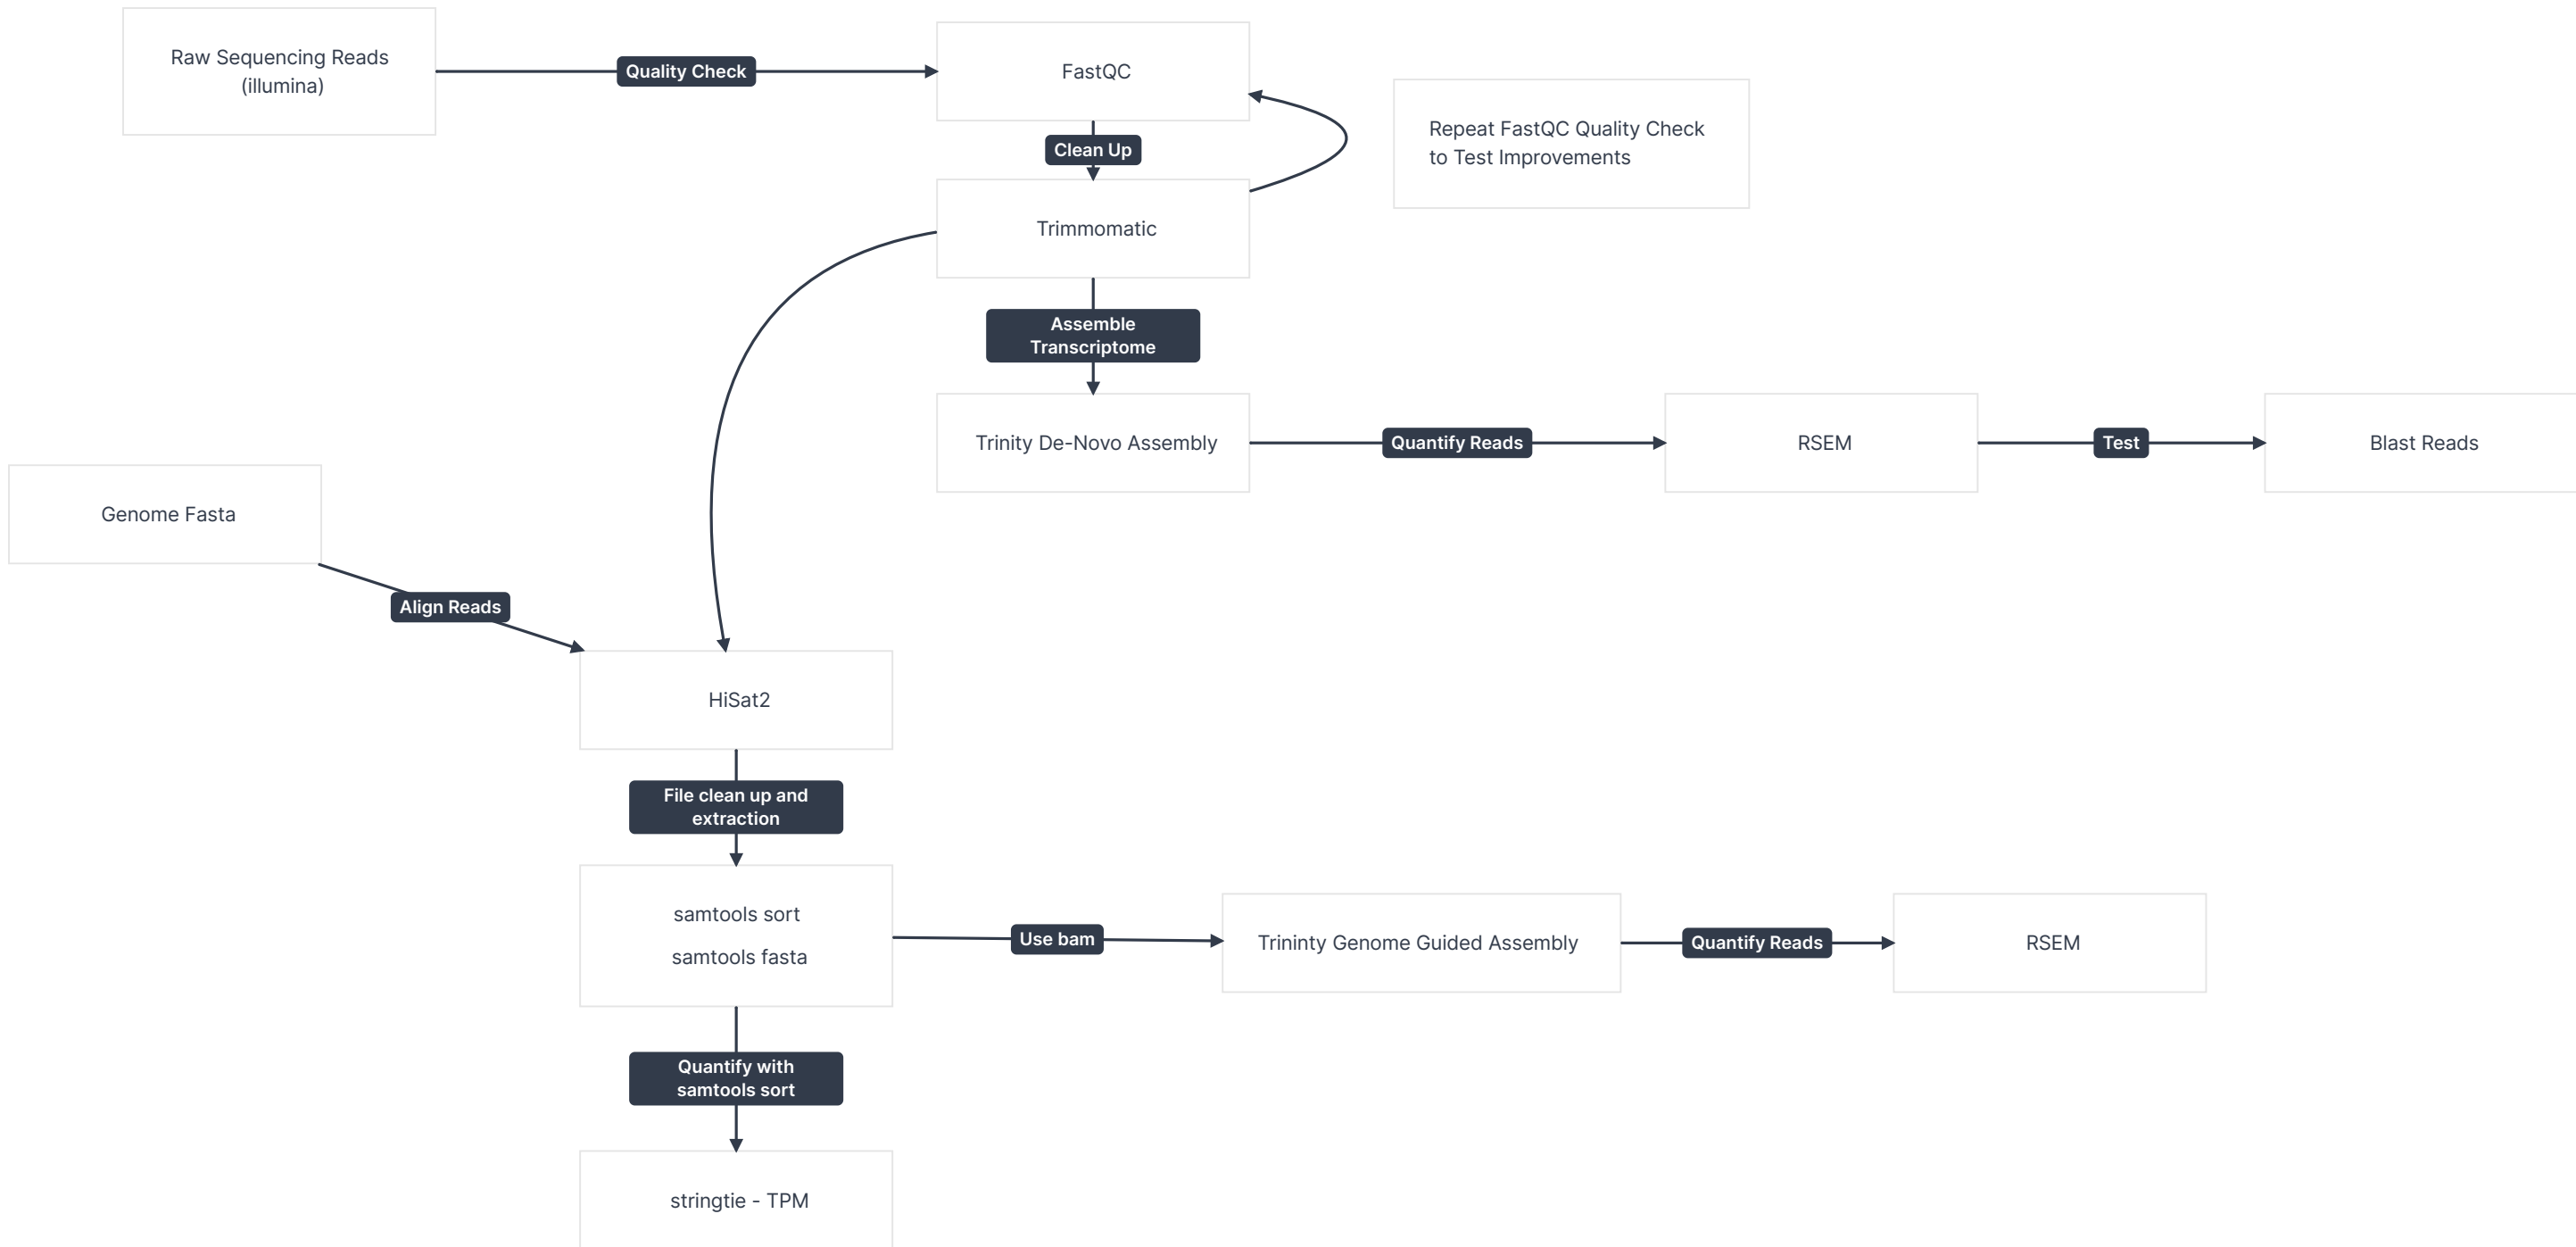 Raw Sequencing Reads
(illumina)
Quality Check
FastQC
Clean Up
Repeat FastQC Quality Check
to Test Improvements
Trimmomatic
Assemble
Transcriptome
Trinity De-Novo Assembly
Quantify Reads
RSEM
Test
Blast Reads
Genome Fasta
Align Reads
HiSat2
File clean up and
extraction
samtools sort
samtools fasta
Use bam
Trininty Genome Guided Assembly
Quantify Reads
RSEM
Quantify with
samtools sort
stringtie - TPM